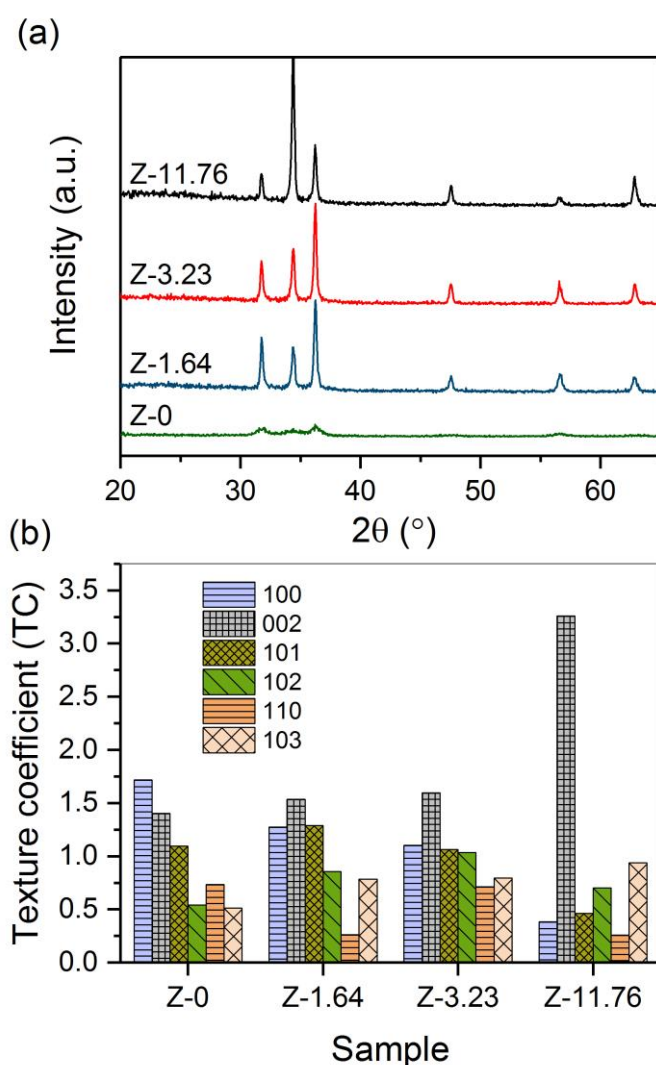 (a)
Intensity (a.u.)
Z-11.76
Z-3.23
Z-1.64
Z-0
20 30 40 50 60
2θ (°)
(b)
Texture coefficient (TC)
3.5
3.0
2.5
2.0
1.5
1.0
0.5
0.0
100
002
101
102
110
103
Z-0 Z-1.64 Z-3.23 Z-11.76
Sample